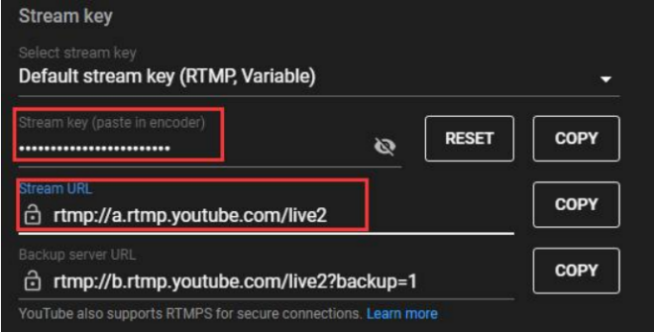 Stream key
Select stream key
Default stream key (RTMP, Variable)
Stream key (paste in encoder)
••••••••••••••••••••••••
RESET
COPY
Stream URL
rtmp://a.rtmp.youtube.com/live2
COPY
Backup server URL
rtmp://b.rtmp.youtube.com/live2?backup=1
COPY
YouTube also supports RTMPS for secure connections. Learn more